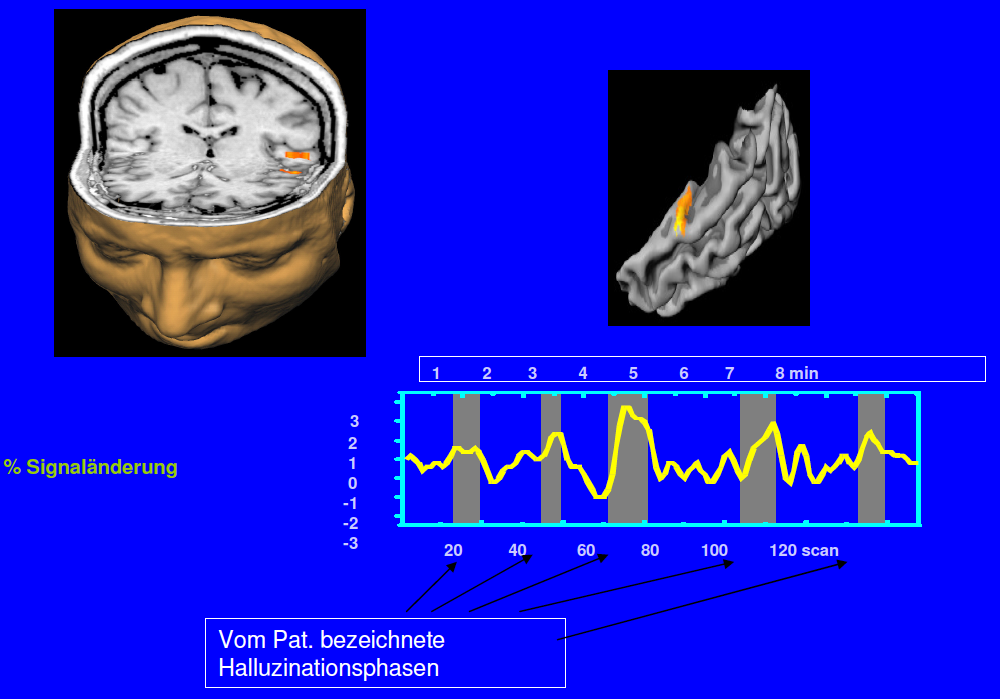 1 2 3 4 5 6 7 8 min
3
2
% Signaländerung
1
0
-1
-2
-3
20 40 60 80 100 120 scan
Vom Pat. bezeichnete
Halluzinationsphasen